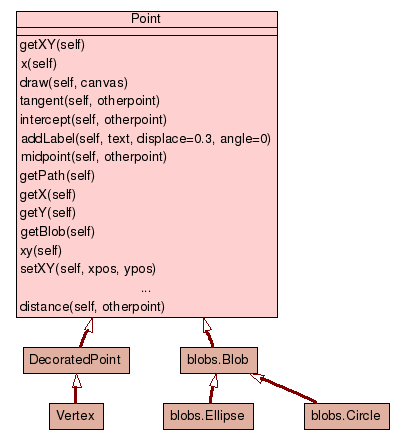 Point
getXY(self)
x(self)
draw(self, canvas)
tangent(self, otherpoint)
intercept(self, otherpoint)
addLabel(self, text, displace=0.3, angle=0)
midpoint(self, otherpoint)
getPath(self)
getX(self)
getY(self)
getBlob(self)
xy(self)
setXY(self, xpos, ypos)
...
distance(self, otherpoint)
DecoratedPoint
blobs.Blob
Vertex
blobs.Ellipse
blobs.Circle